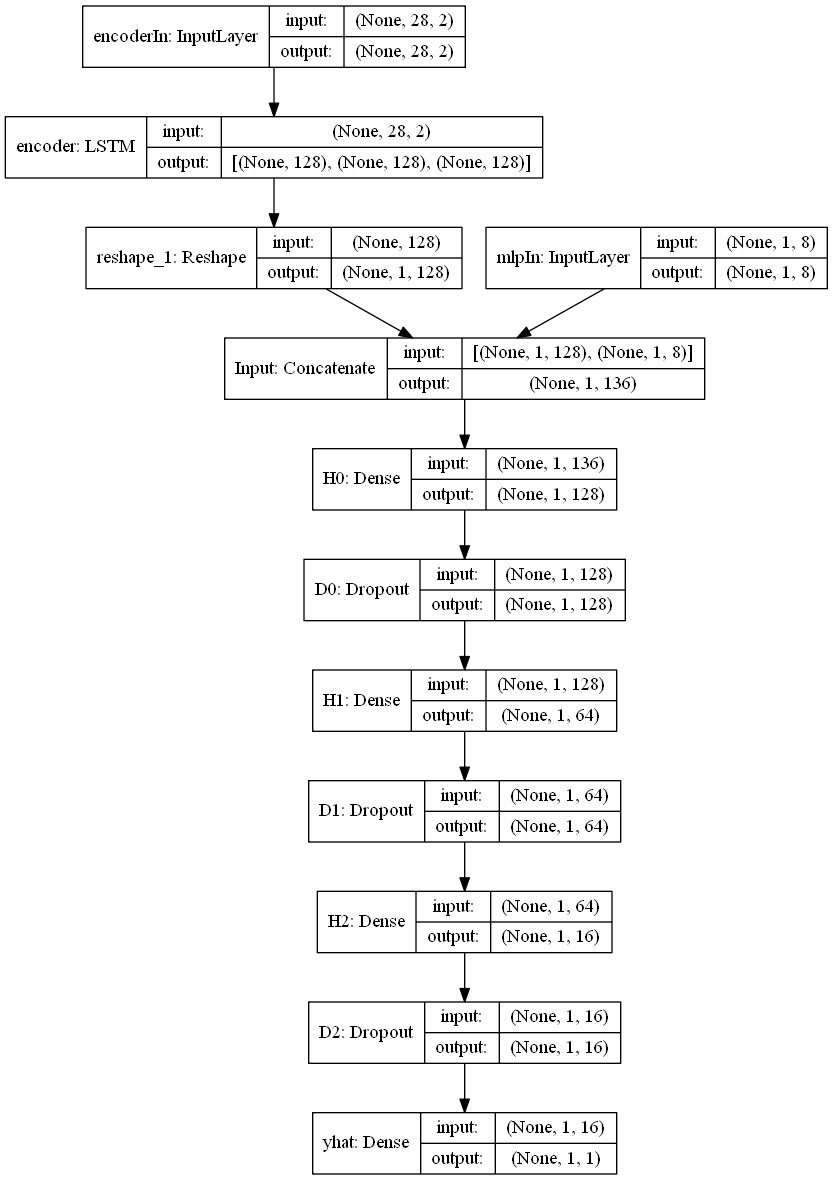 encoderIn: InputLayer
input: (None, 28, 2)
output: (None, 28, 2)
encoder: LSTM
input: (None, 28, 2)
output: [(None, 128), (None, 128), (None, 128)]
reshape_1: Reshape
input: (None, 128)
output: (None, 1, 128)
mlpIn: InputLayer
input: (None, 1, 8)
output: (None, 1, 8)
Input: Concatenate
input: [(None, 1, 128), (None, 1, 8)]
output: (None, 1, 136)
H0: Dense
input: (None, 1, 136)
output: (None, 1, 128)
D0: Dropout
input: (None, 1, 128)
output: (None, 1, 128)
H1: Dense
input: (None, 1, 128)
output: (None, 1, 64)
D1: Dropout
input: (None, 1, 64)
output: (None, 1, 64)
H2: Dense
input: (None, 1, 64)
output: (None, 1, 16)
D2: Dropout
input: (None, 1, 16)
output: (None, 1, 16)
yhat: Dense
input: (None, 1, 16)
output: (None, 1, 1)